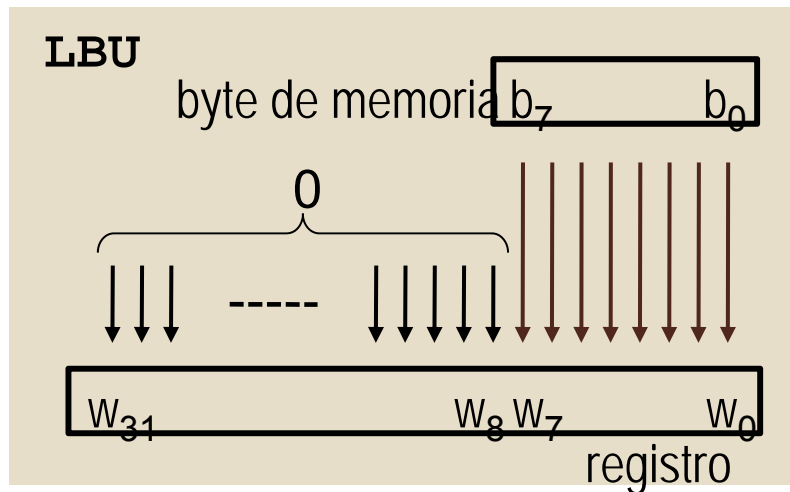 LBU
byte de memoria b7 b0
0
-----
W31 W8 W7 W0
registro